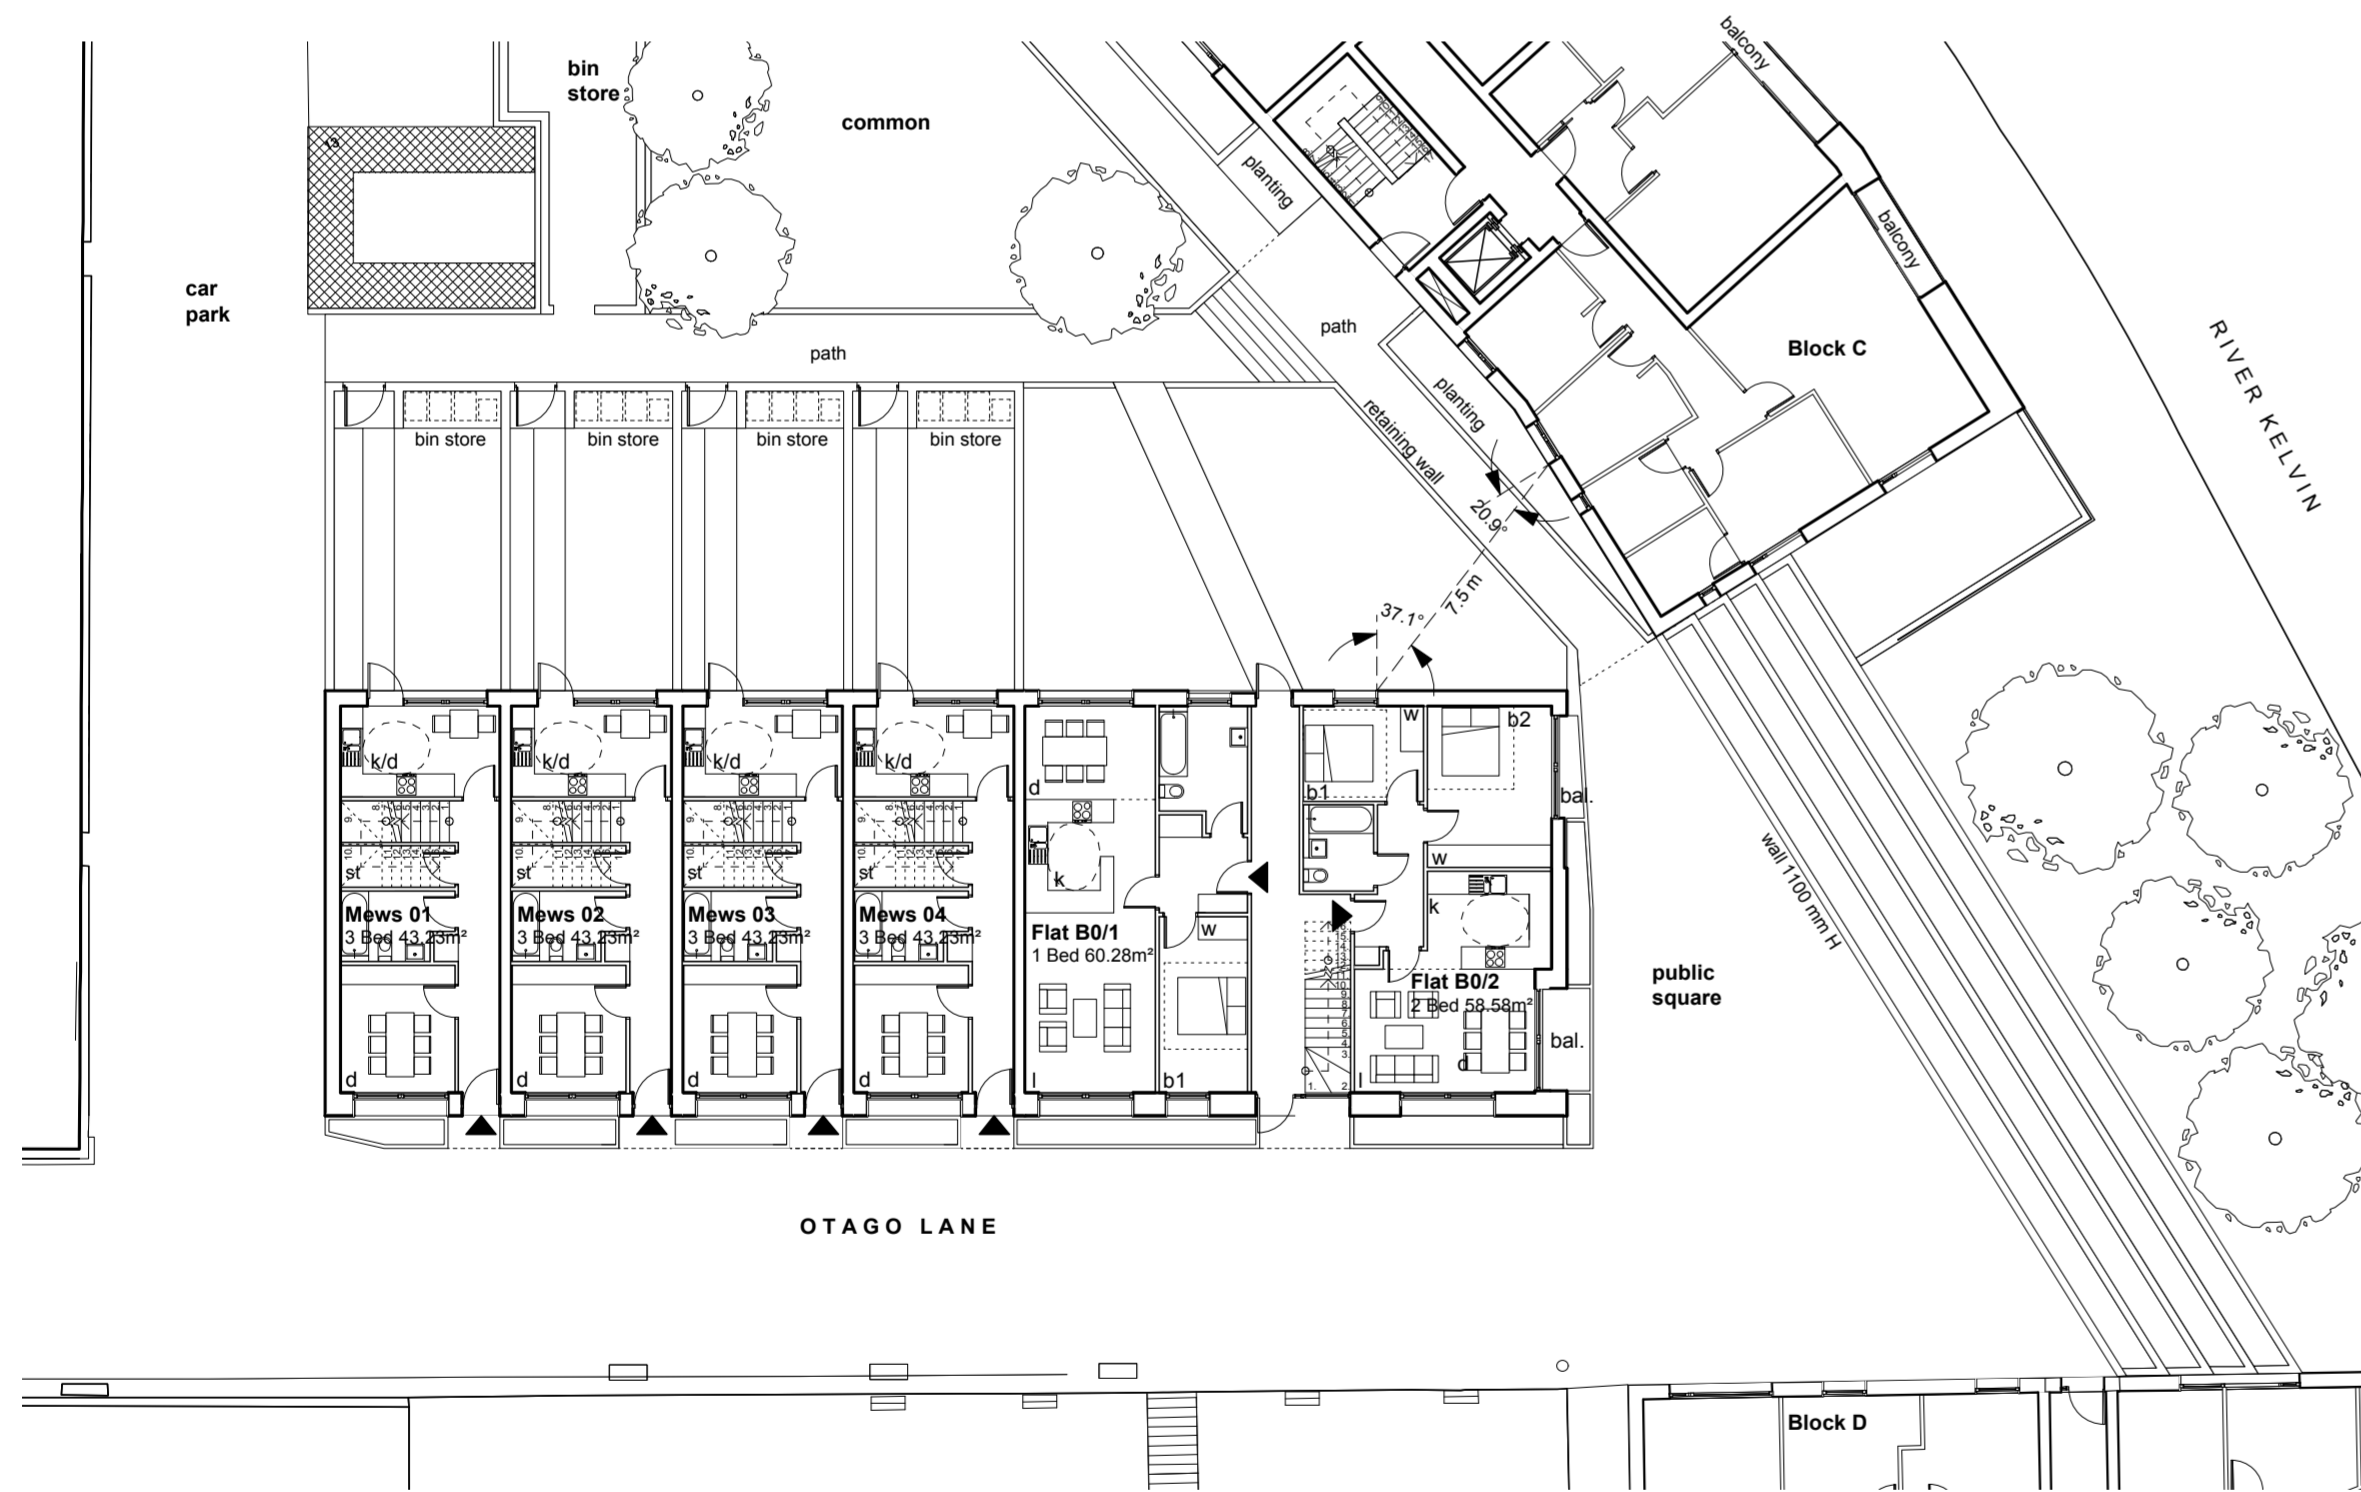 balcony
bin
store
common
13
planting
balcony
car
park
path
path
Block C
RIVER KELVIN
planting
retaining wall
bin store
bin store
bin store
bin store
20.9°
7.5 m
37.1°
k/d
k/d
k/d
k/d
d
b1
w
b2
bal.
st
st
st
st
k
w
k
wall 1100 mm H
Mews 01
3 Bed 43.23m²
Mews 02
3 Bed 43.23m²
Mews 03
3 Bed 43.23m²
Mews 04
3 Bed 43.23m²
Flat B0/1
1 Bed 60.28m²
w
Flat B0/2
2 Bed 58.58m²
public
square
bal.
d
d
d
d
l
b1
l
OTAGO LANE
Block D